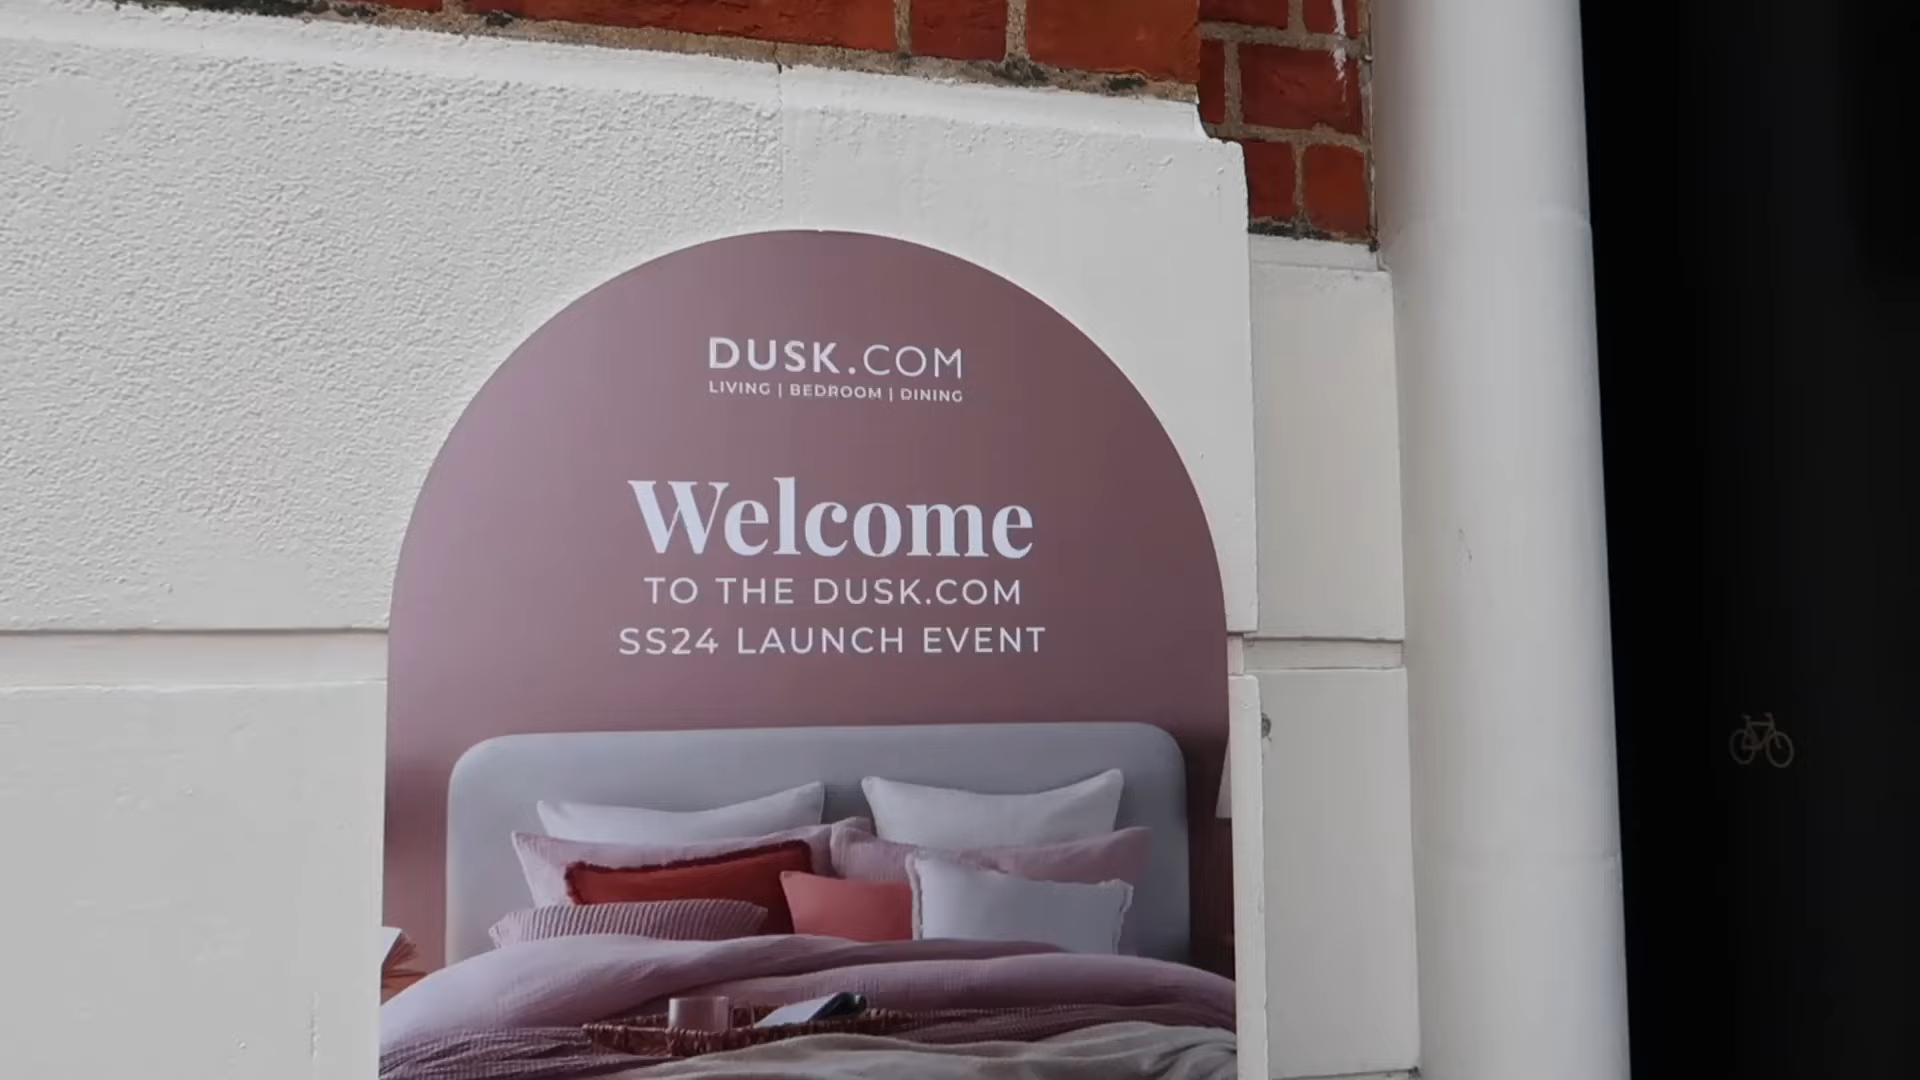 DUSK.COM
LIVING | BEDROOM | DINING
Welcome
TO THE DUSK.COM
SS24 LAUNCH EVENT